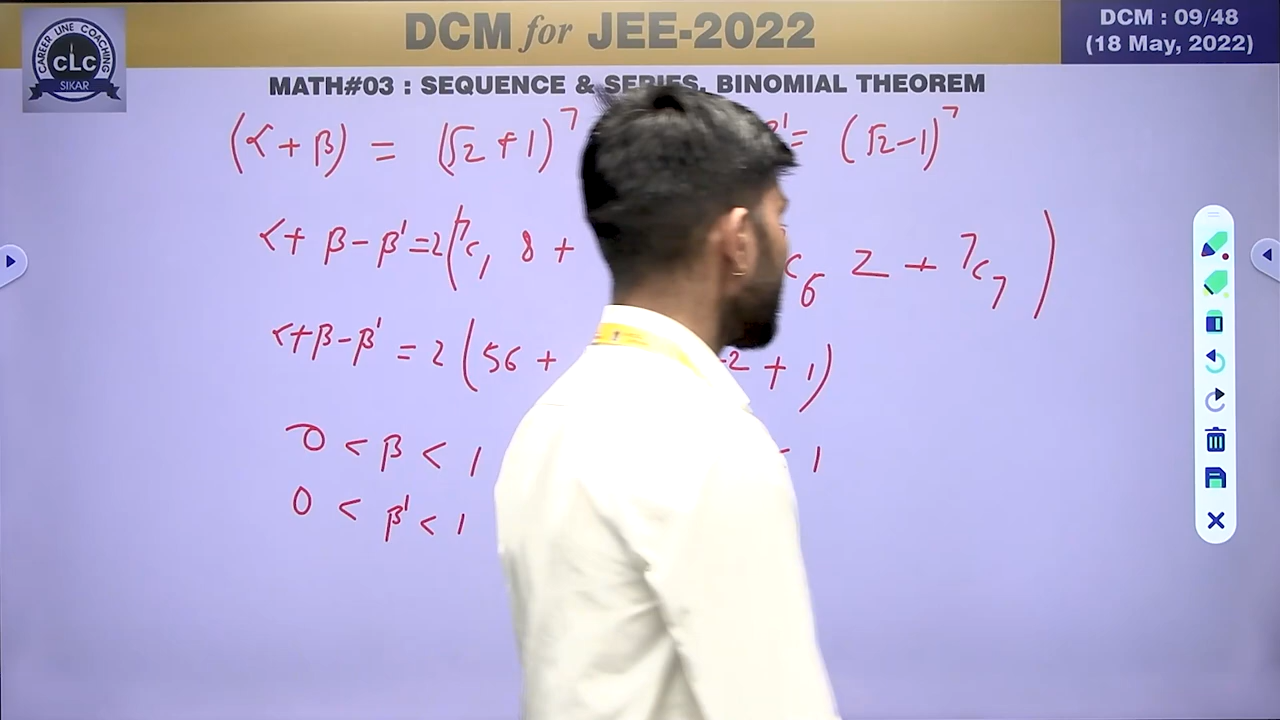 DCM for JEE-2022
DCM : 09/48
(18 May, 2022)
CAREER LINE COACHING
CLC
SIKAR
MATH#03 : SEQUENCE & SERIES, BINOMIAL THEOREM
(α + β) = (√2 + 1)⁷ β' = (√2 - 1)⁷
α + β - β' = 2(⁷C₁ 8 + C₆ 2 + ⁷C₇)
α + β - β' = 2(56 + 2 + 1)
0 < β < 1 1
0 < β' < 1